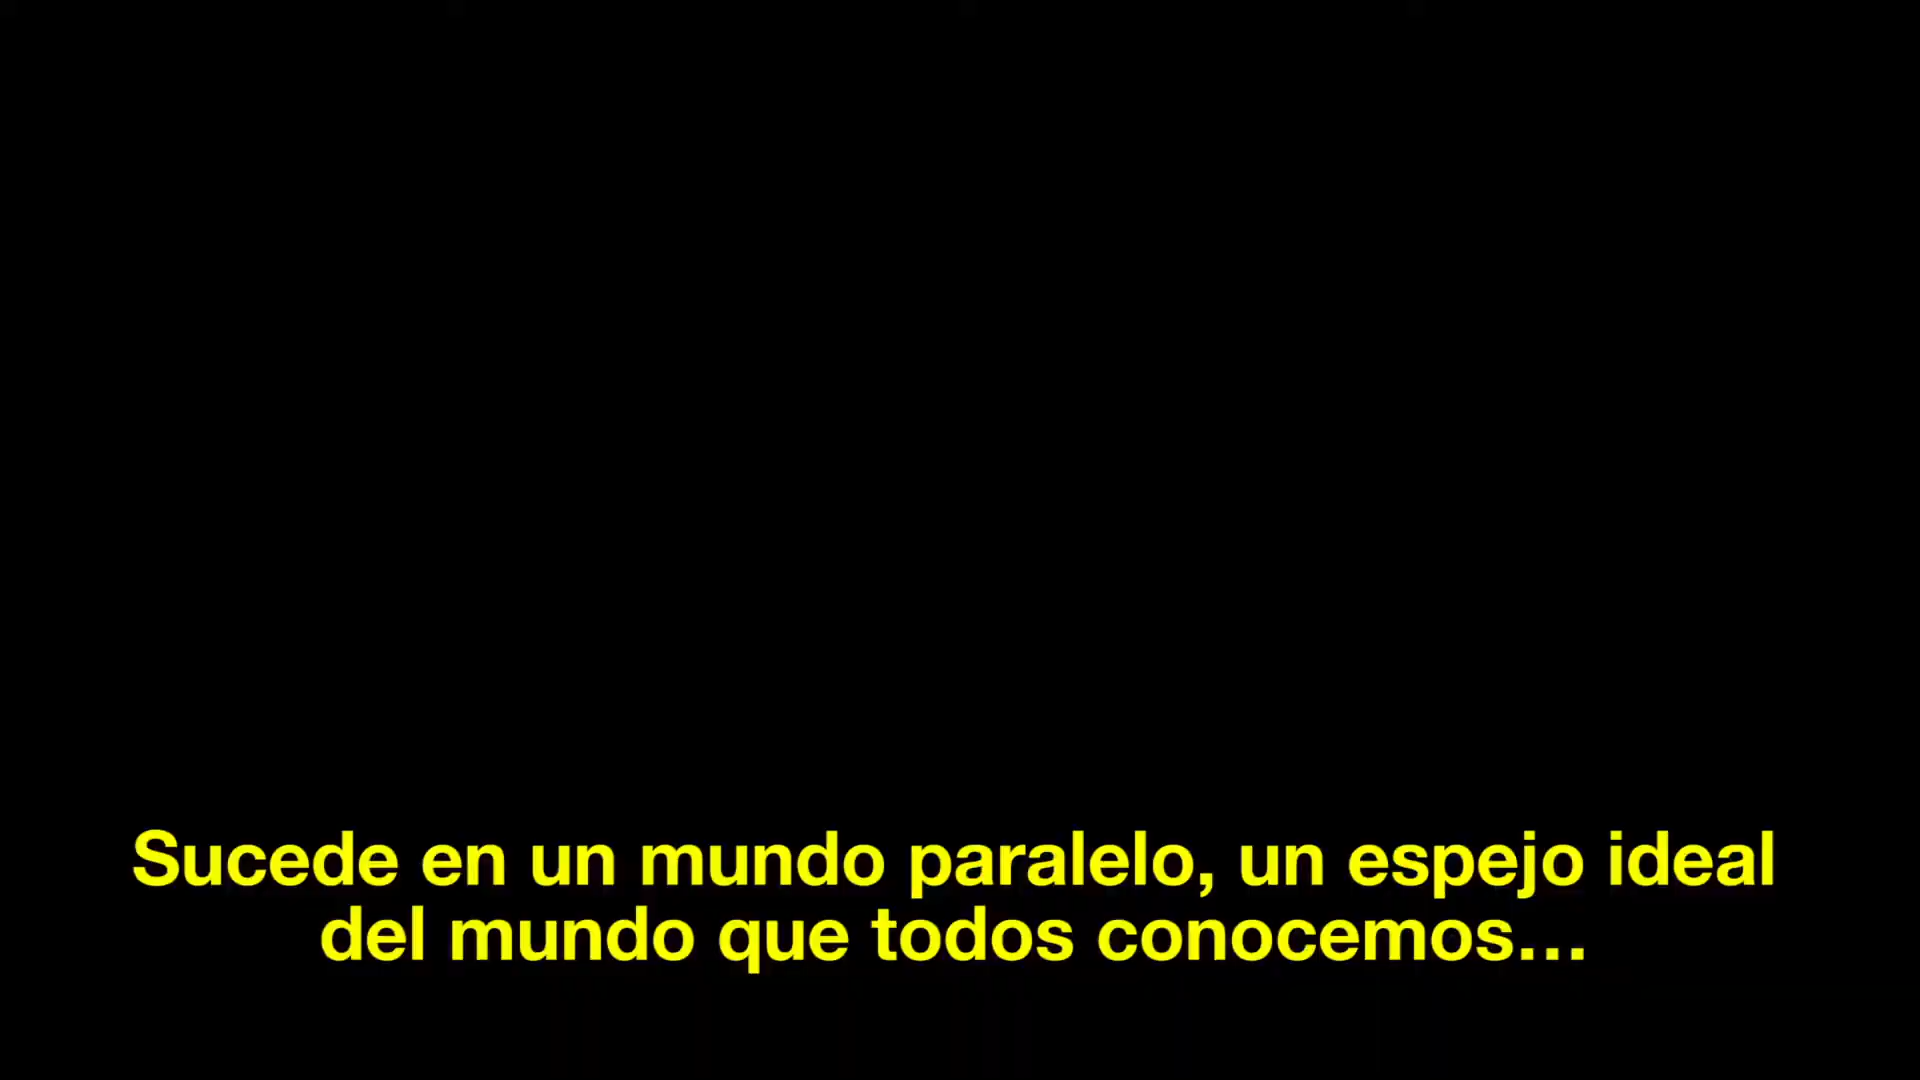 Sucede en un mundo paralelo, un espejo ideal
del mundo que todos conocemos...